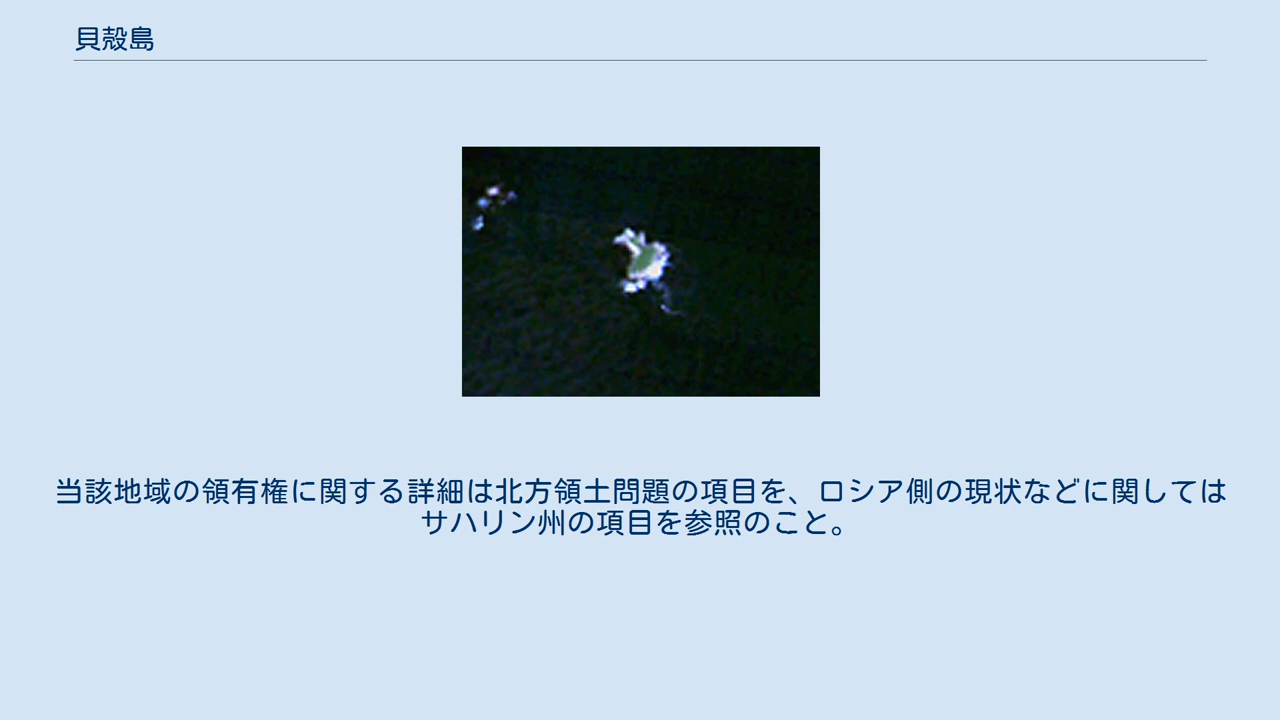 貝殻島
当該地域の領有権に関する詳細は北方領土問題の項目を、ロシア側の現状などに関しては
サハリン州の項目を参照のこと。